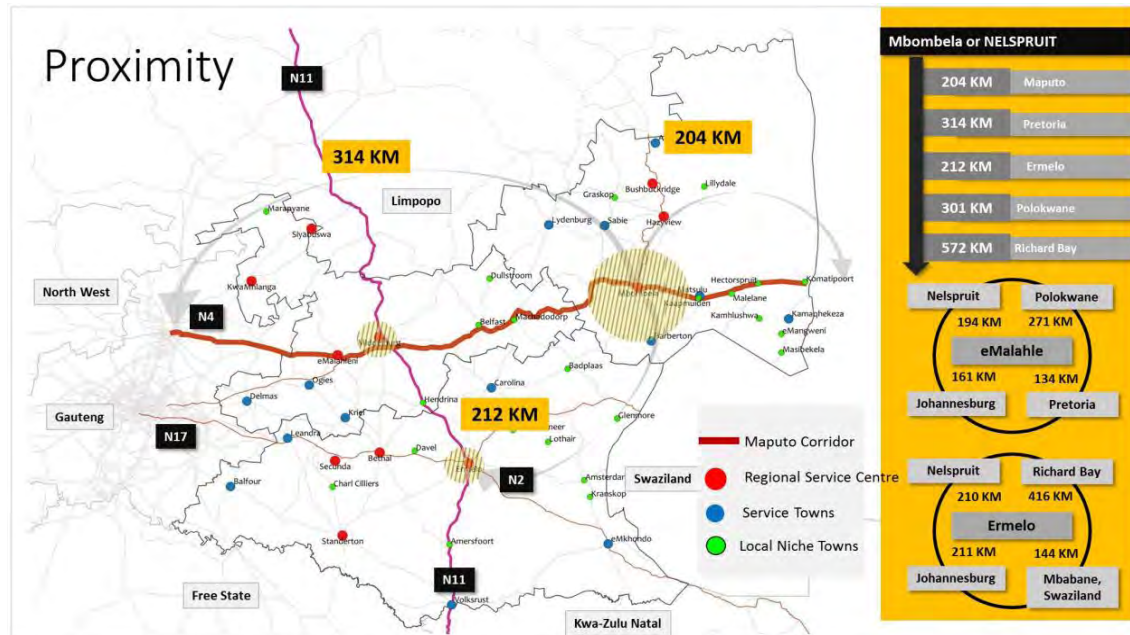 Proximity
N11
314 KM
204 KM
Limpopo
Bushbuckridge
Lillydale
Graskop
Hazyview
Marapyane
Siyabuswa
Lydenburg
Sabie
KwaMhlanga
Dullstroom
Hectorspruit
Komatipoort
North West
N4
Kaapmuiden
Malelane
Belfast
Machadodorp
Kamhlushwa
Kamaqhekeza
eMangweni
Masibekela
eMalahleni
Barberton
Badplaas
Ogies
Delmas
Carolina
Kriel
Hendrina
Gauteng
212 KM
Glenmore
N17
Leandra
Davel
Lothair
Bethal
Secunda
Balfour
Charl Cilliers
N2
Swaziland
Amsterdam
Kranskop
Standerton
Amersfoort
eMkhondo
N11
Volksrust
Free State
Kwa-Zulu Natal
Maputo Corridor
Regional Service Centre
Service Towns
Local Niche Towns
Mbombela or NELSPRUIT
204 KM Maputo
314 KM Pretoria
212 KM Ermelo
301 KM Polokwane
572 KM Richard Bay
Nelspruit Polokwane
194 KM 271 KM
eMalahle
161 KM 134 KM
Johannesburg Pretoria
Nelspruit Richard Bay
210 KM 416 KM
Ermelo
211 KM 144 KM
Johannesburg Mbabane,
Swaziland